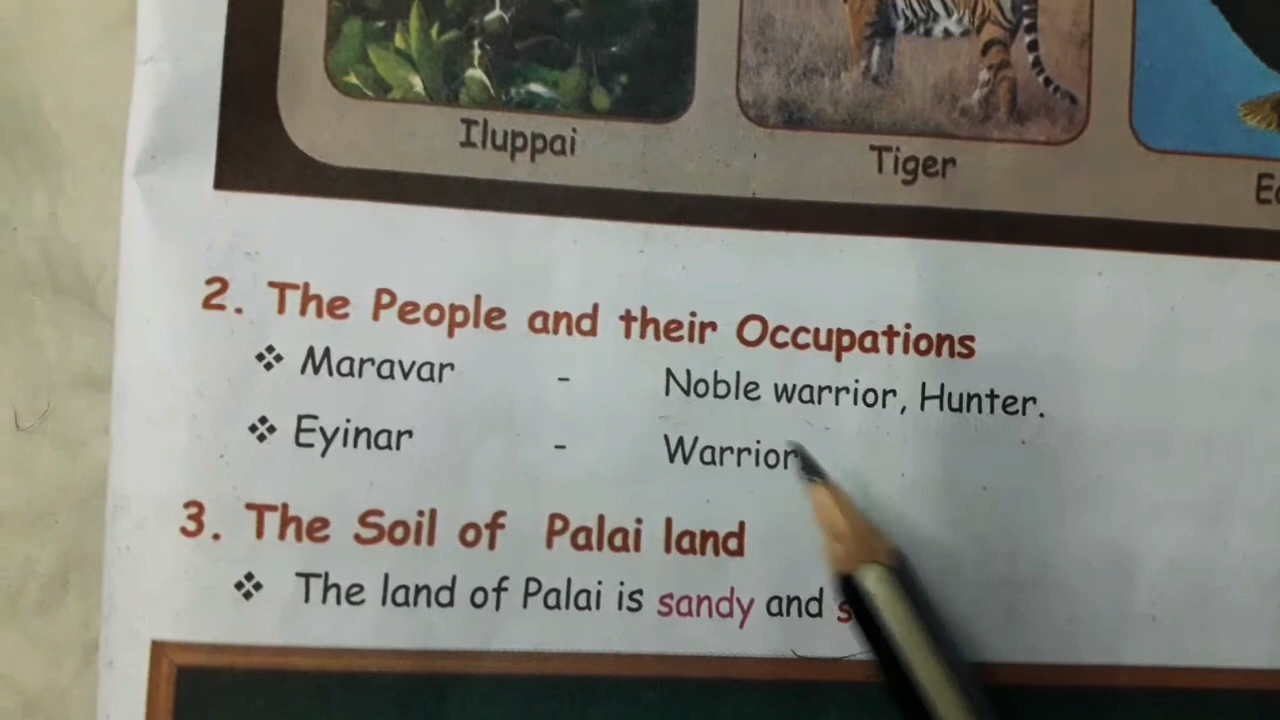 Iluppai
Tiger
2. The People and their Occupations
❖ Maravar - Noble warrior, Hunter.
❖ Eyinar - Warrior
3. The Soil of Palai land
❖ The land of Palai is sandy and